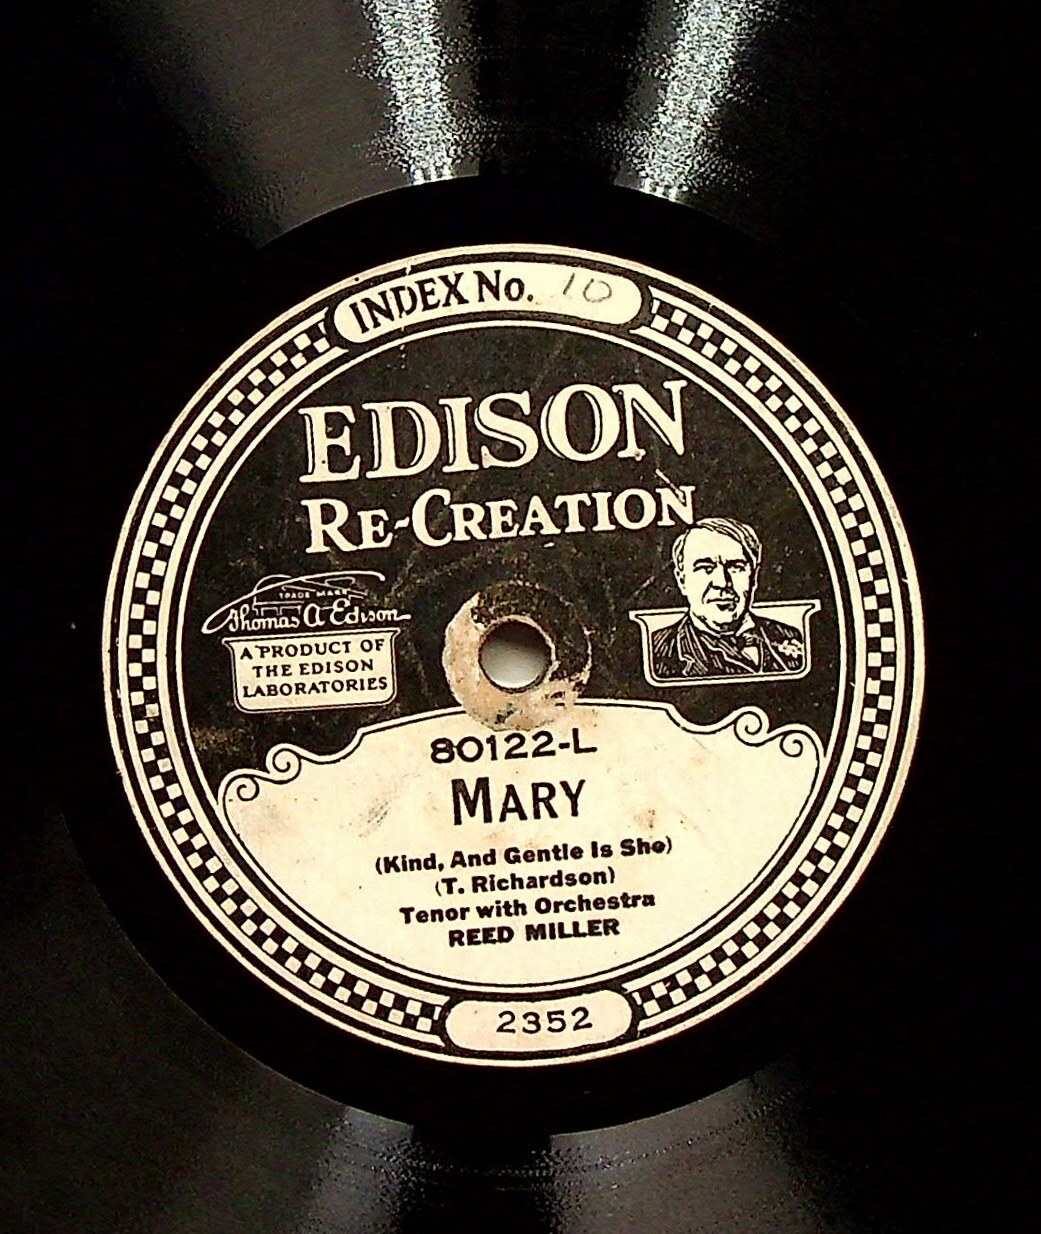 INDEX No. 10
EDISON
RE-CREATION
TRADE MARK
Thomas A Edison
A PRODUCT OF
THE EDISON
LABORATORIES
80122-L
MARY
(Kind, And Gentle Is She)
(T. Richardson)
Tenor with Orchestra
REED MILLER
2352